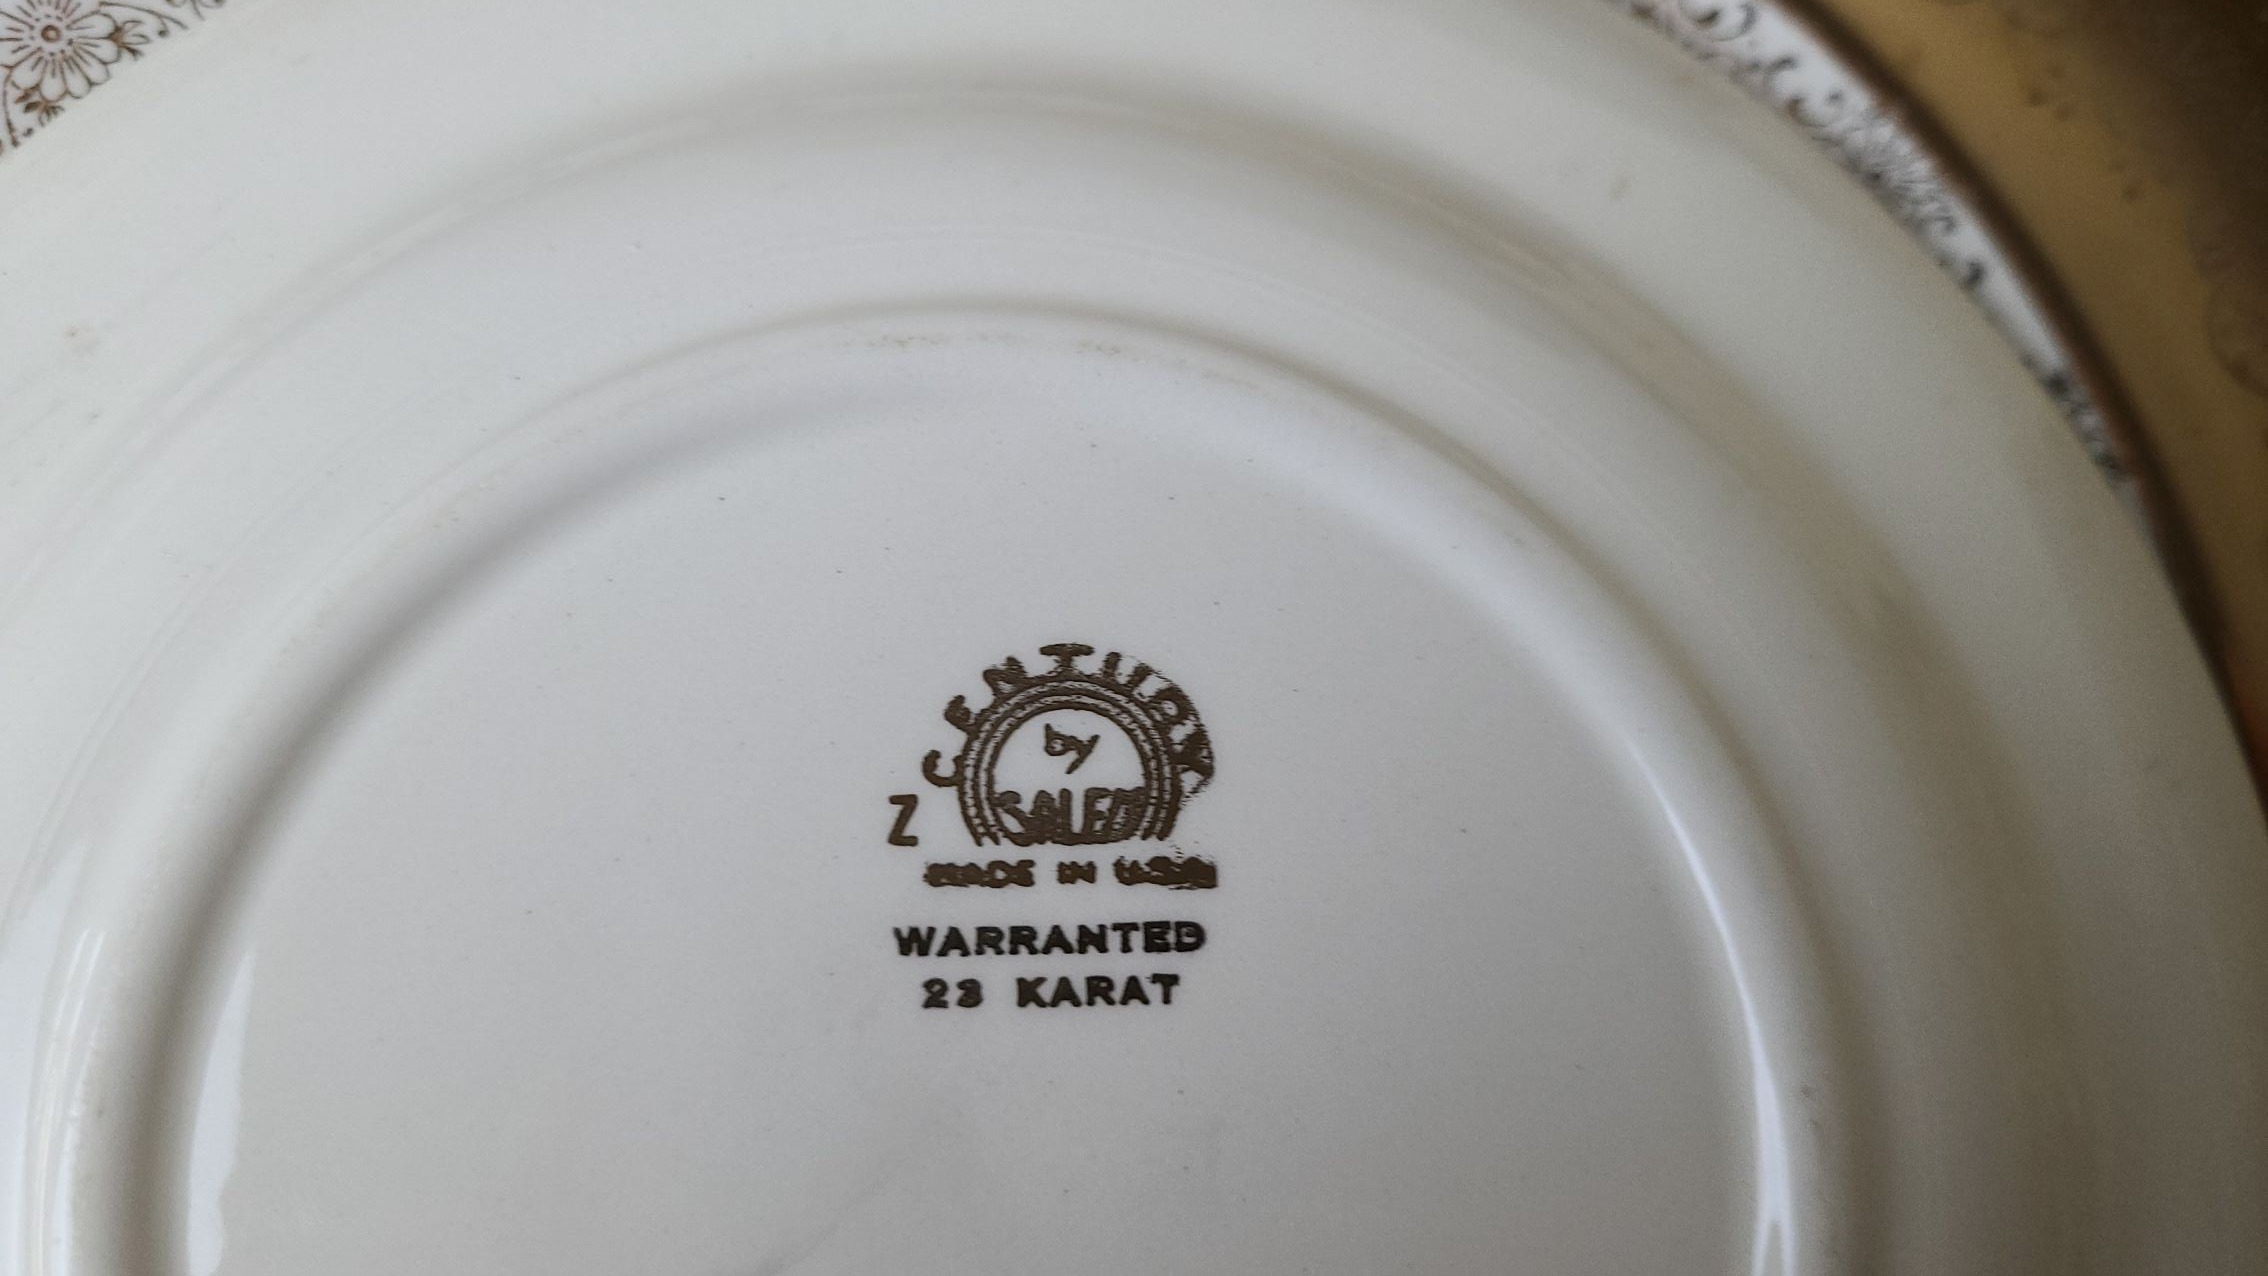 CENTURY
by
SALEM
Z
MADE IN U.S.A.
WARRANTED
23 KARAT